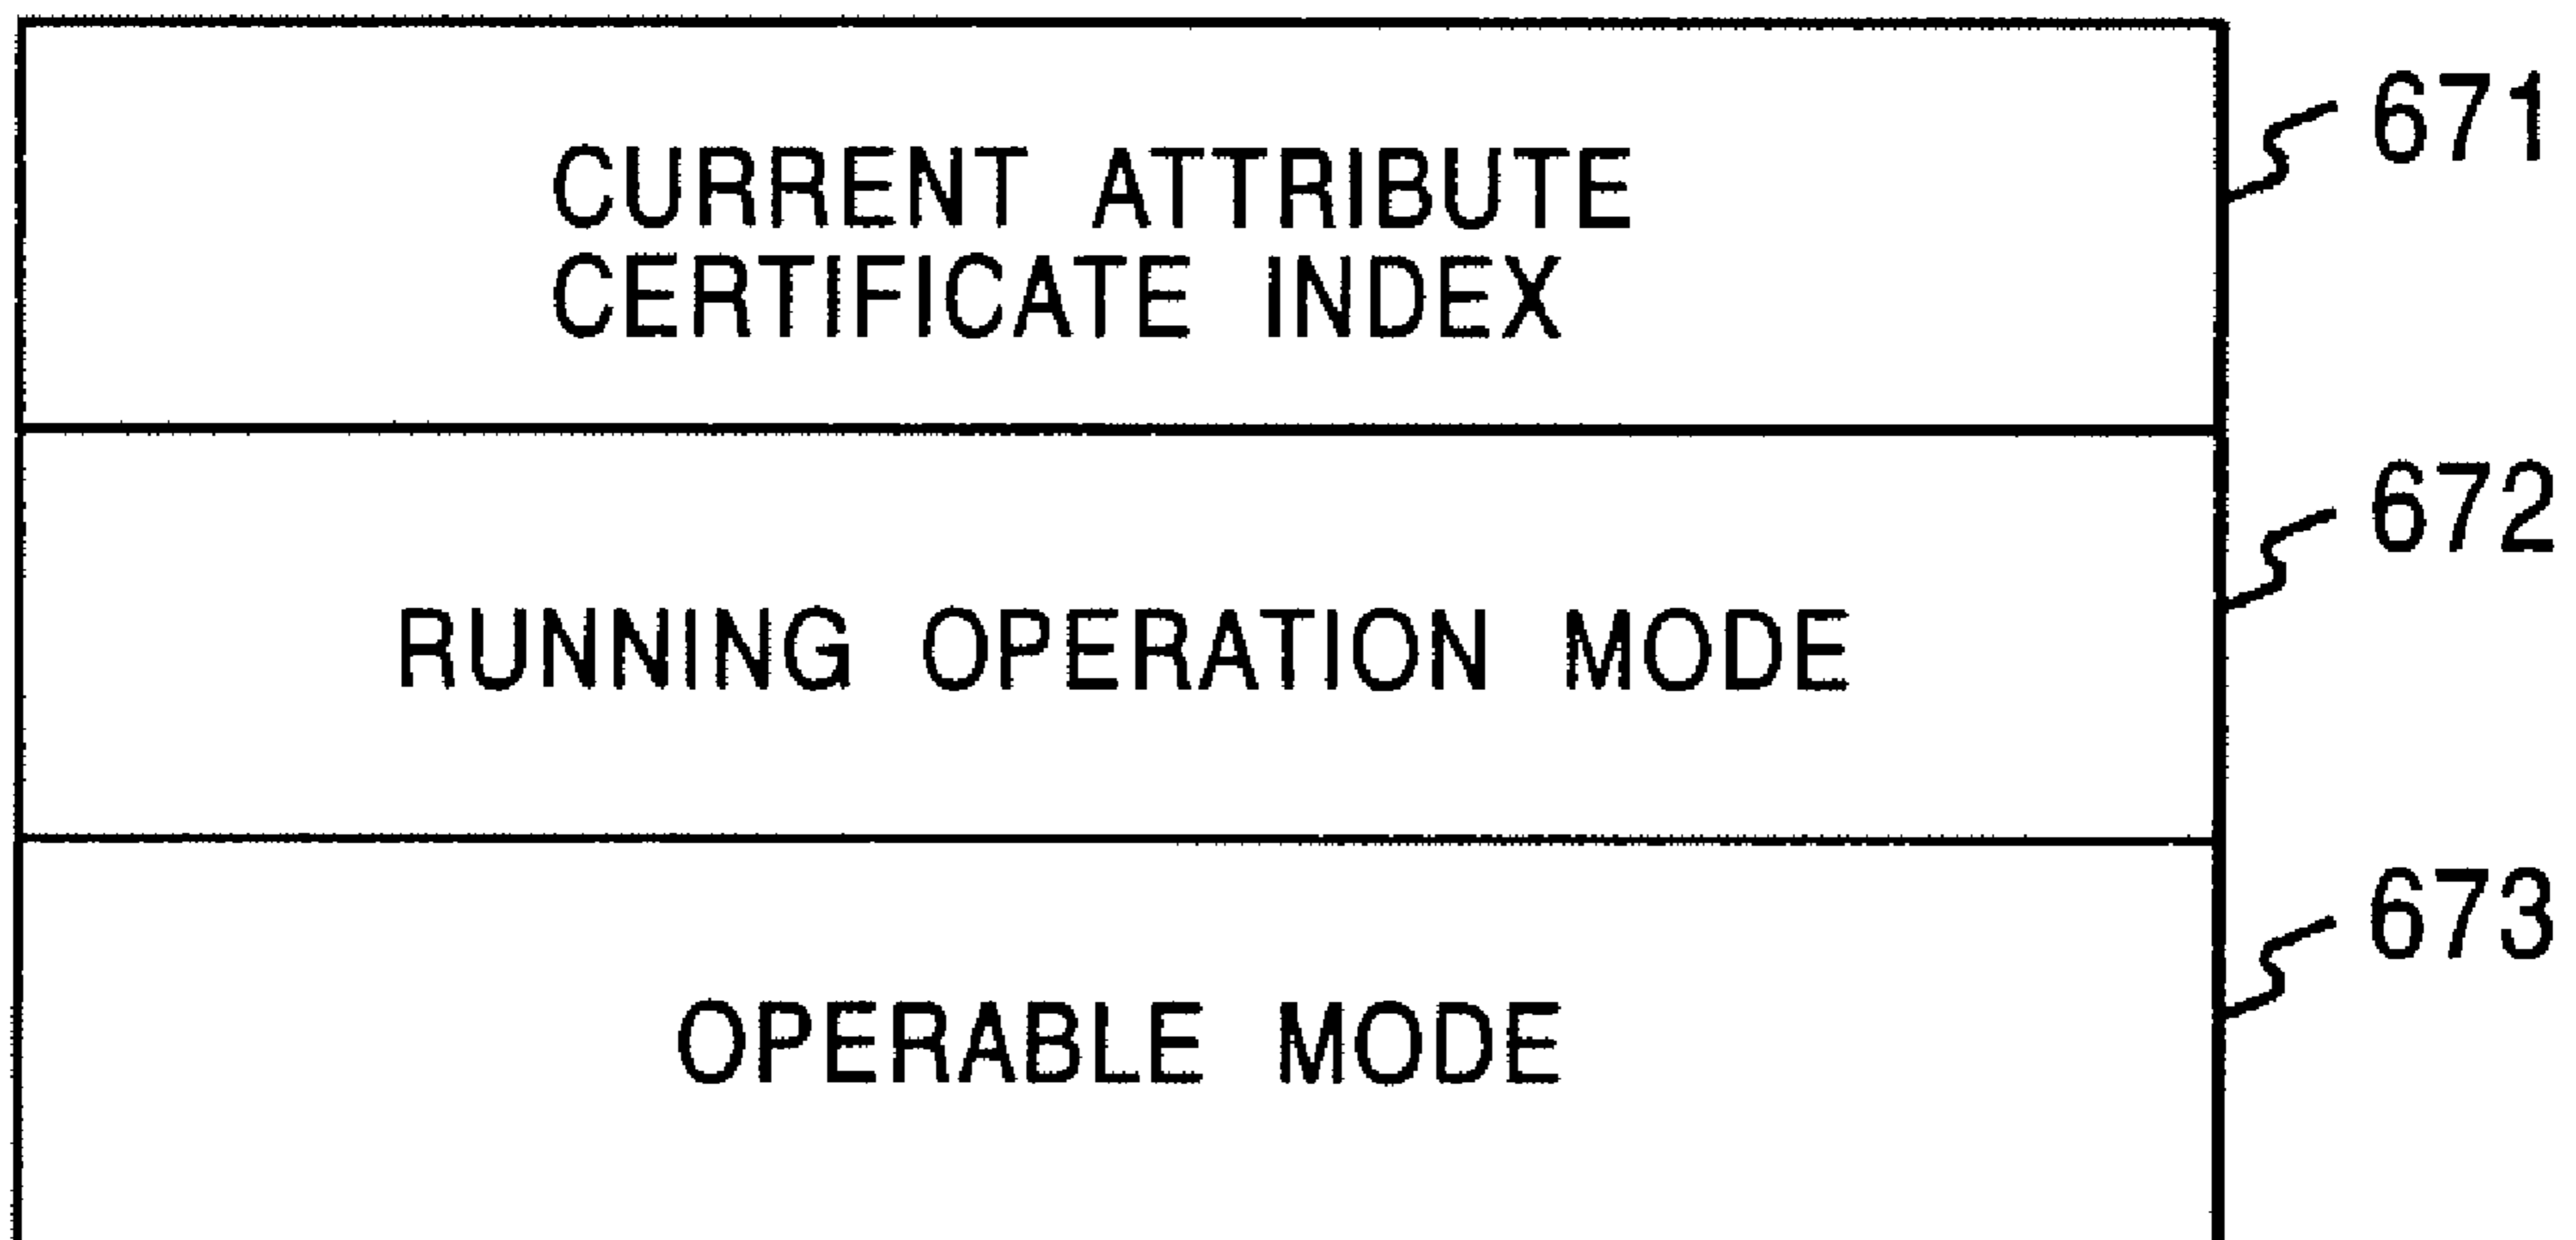 671
CURRENT ATTRIBUTE
CERTIFICATE INDEX
672
RUNNING OPERATION MODE
673
OPERABLE MODE